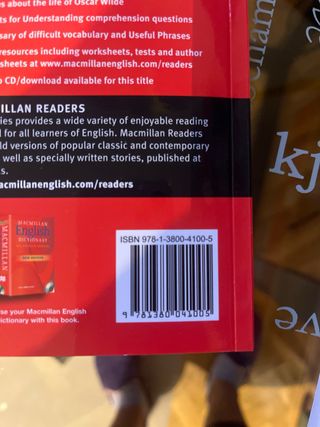 es about the life of Oscar Wilde
ts for Understanding comprehension questions
sary of difficult vocabulary and Useful Phrases
resources including worksheets, tests and author
sheets at www.macmillanenglish.com/readers
o CD/download available for this title
MILLAN READERS
ies provides a wide variety of enjoyable reading
l for all learners of English. Macmillan Readers
ld versions of popular classic and contemporary
well as specially written stories, published at
s.
acmillanenglish.com/readers
MACMILLAN
MACMILLAN
English
DICTIONARY
ISBN 978-1-3800-4100-5
9 781380 041005
se your Macmillan English
ictionary with this book.
kj